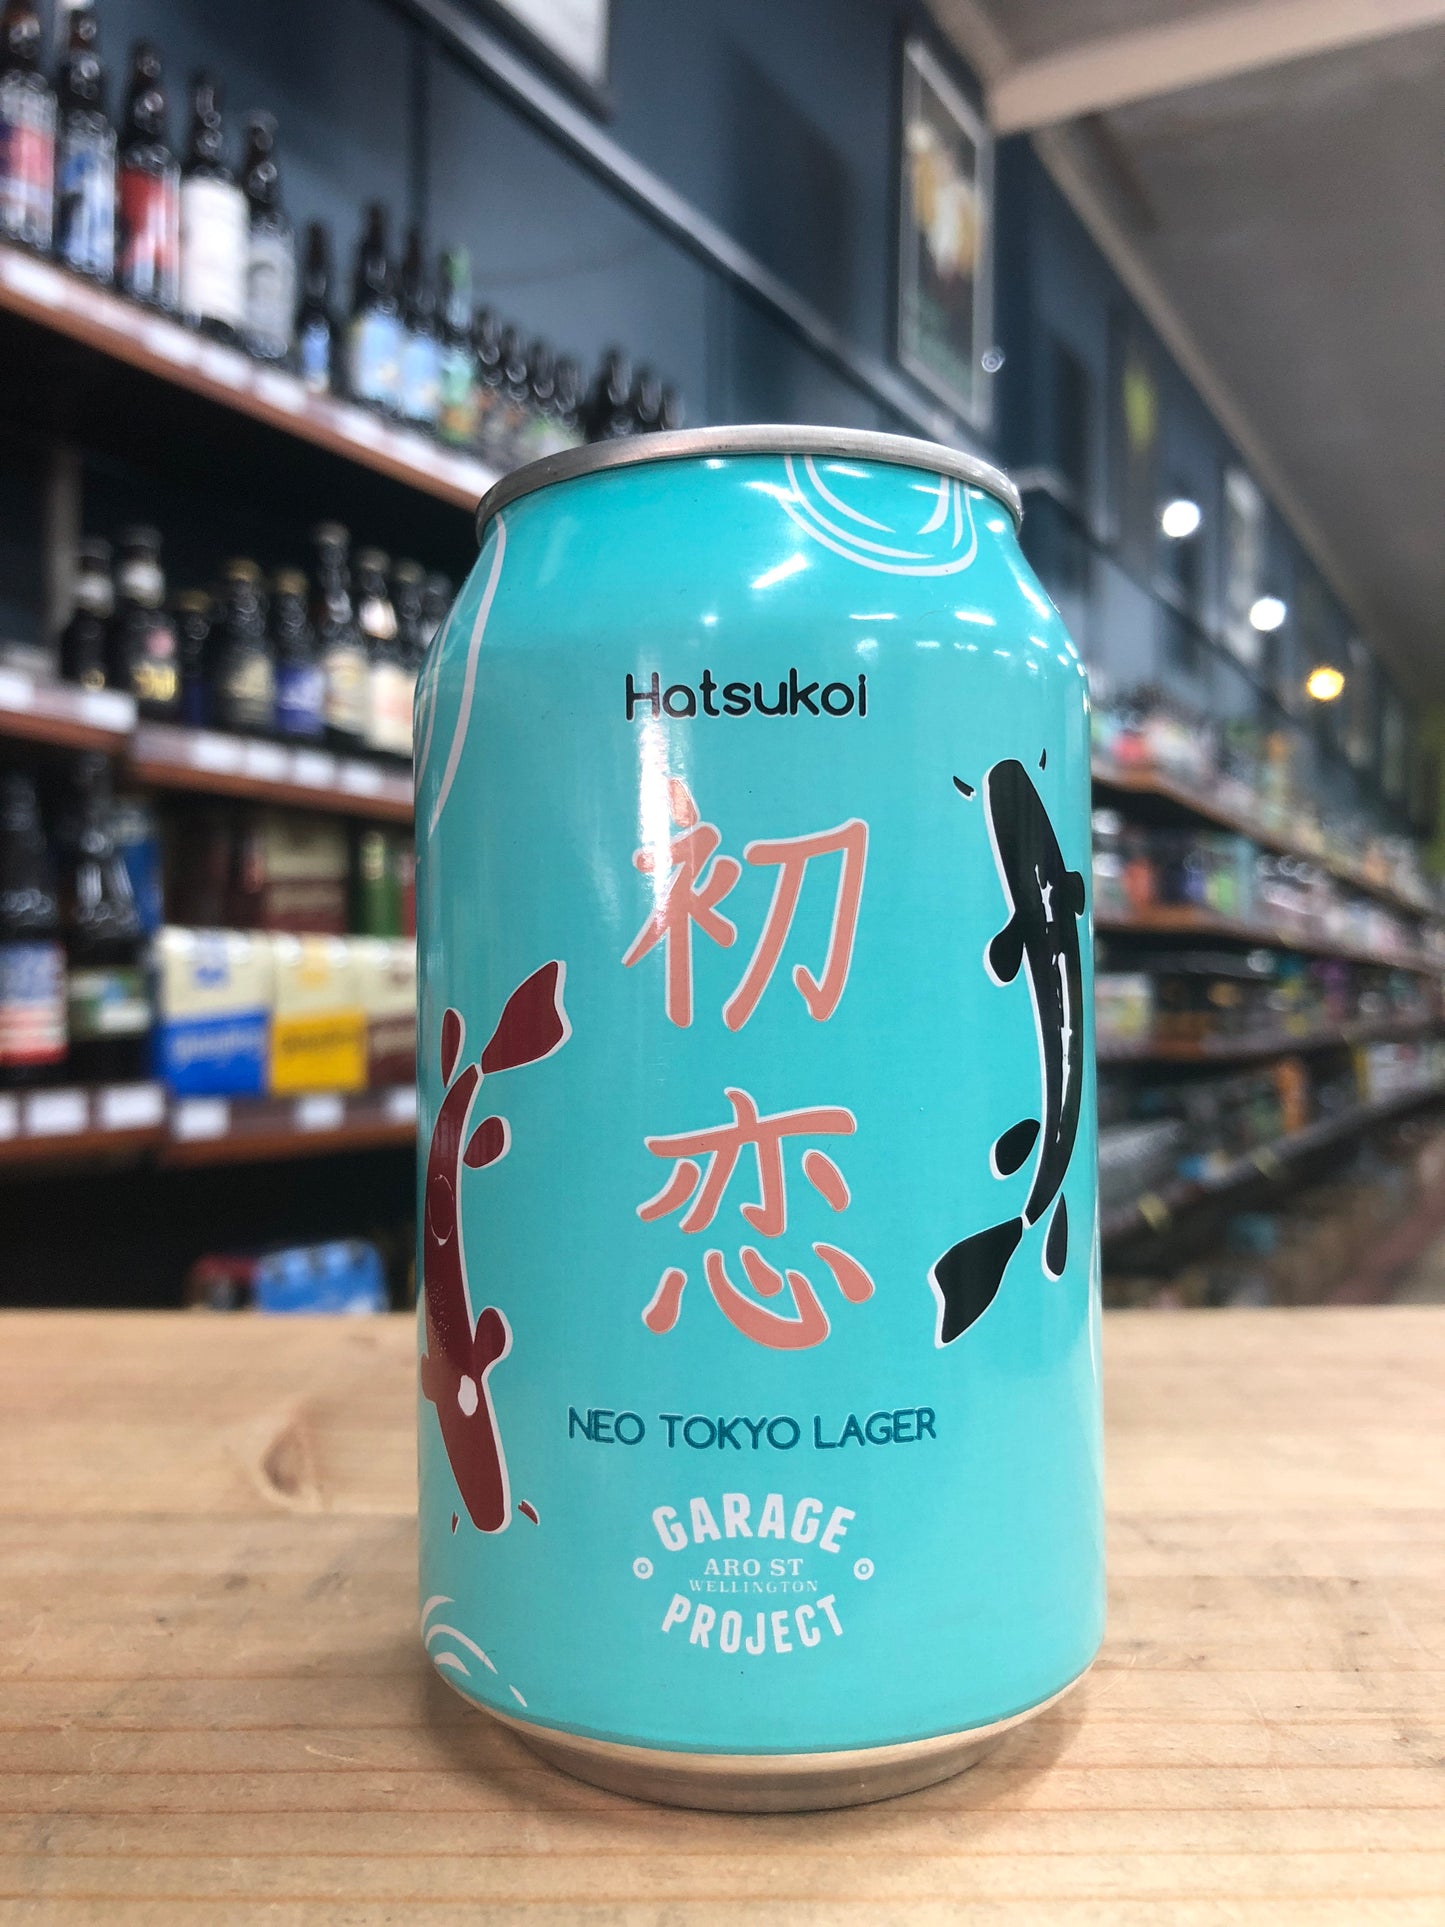 Hatsukoi
初
恋
NEO TOKYO LAGER
GARAGE
ARO ST
WELLINGTON
PROJECT